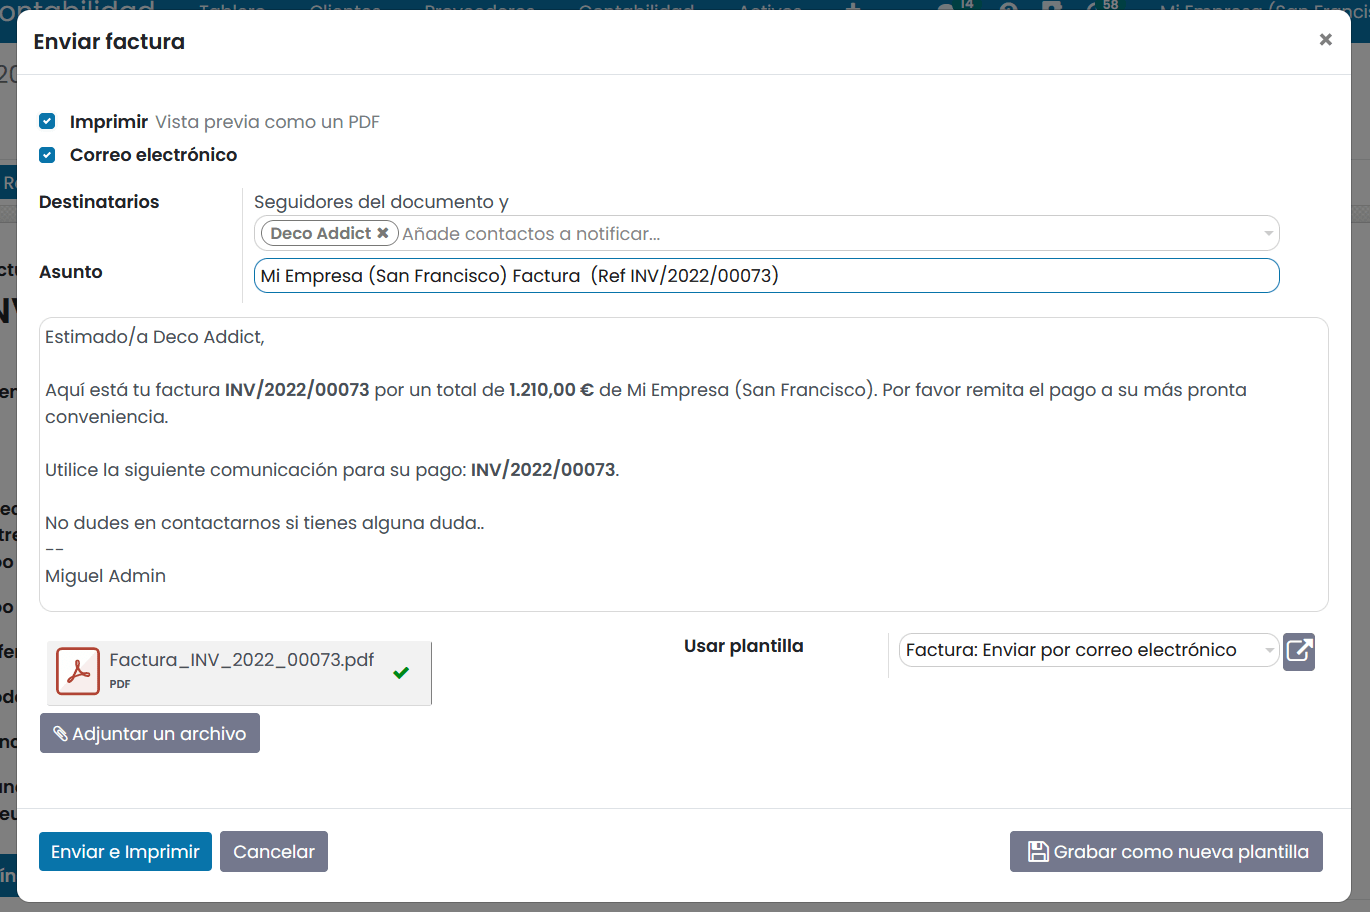 Enviar factura
Imprimir Vista previa como un PDF
Correo electrónico
Destinatarios
Seguidores del documento y
Deco Addict ✖ Añade contactos a notificar...
Asunto
Mi Empresa (San Francisco) Factura  (Ref INV/2022/00073)
Estimado/a Deco Addict,
Aquí está tu factura INV/2022/00073 por un total de 1.210,00 € de Mi Empresa (San Francisco). Por favor remita el pago a su más pronta
conveniencia.
Utilice la siguiente comunicación para su pago: INV/2022/00073.
No dudes en contactarnos si tienes alguna duda..
--
Miguel Admin
Factura_INV_2022_00073.pdf
PDF
Usar plantilla
Factura: Enviar por correo electrónico
Adjuntar un archivo
Enviar e Imprimir
Cancelar
Grabar como nueva plantilla